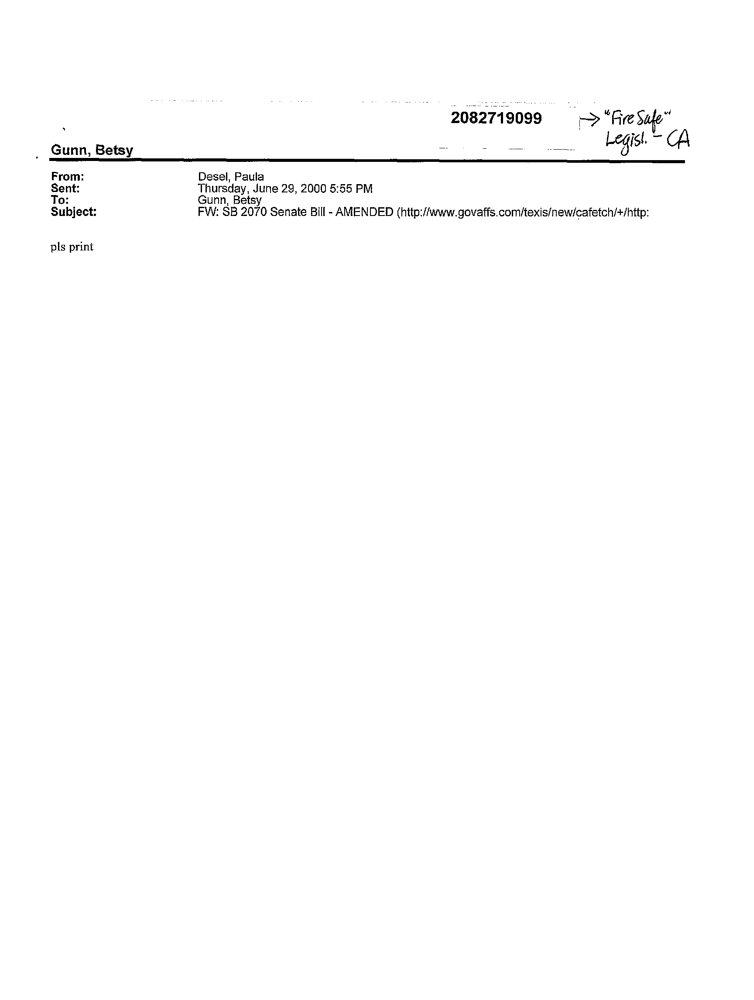 2082719099
→ "Fire Safe"
Legisl. - CA
Gunn, Betsy
From: Desel, Paula
Sent: Thursday, June 29, 2000 5:55 PM
To: Gunn, Betsy
Subject: FW: SB 2070 Senate Bill - AMENDED (http://www.govaffs.com/texis/new/cafetch/+/http:
pls print